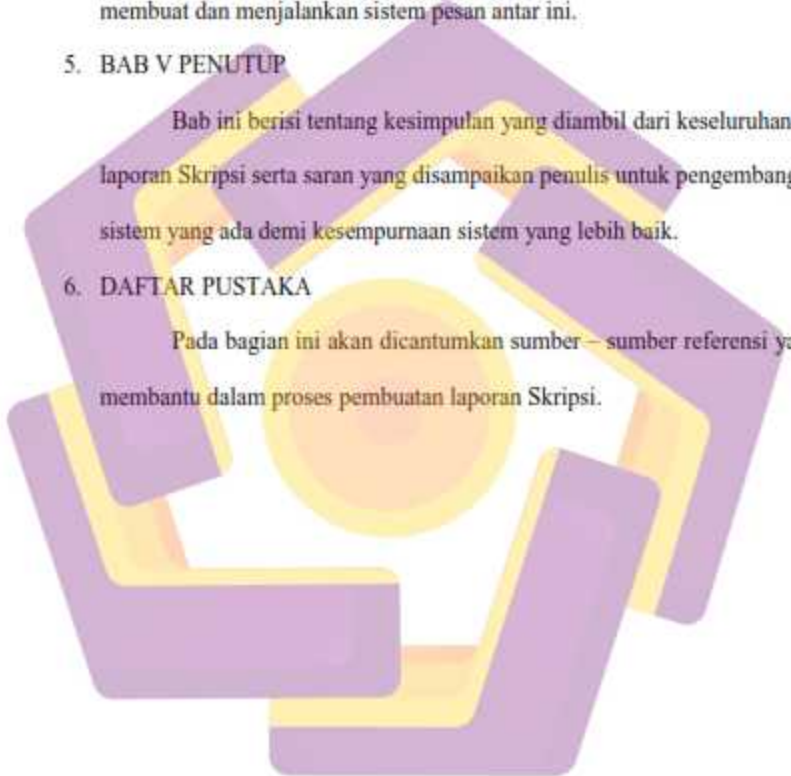 membuat dan menjalankan sistem pesan antar ini.
5. BAB V PENUTUP
Bab ini berisi tentang kesimpulan yang diambil dari keseluruhan
laporan Skripsi serta saran yang disampaikan penulis untuk pengembang
sistem yang ada demi kesempurnaan sistem yang lebih baik.
6. DAFTAR PUSTAKA
Pada bagian ini akan dicantumkan sumber – sumber referensi ya
membantu dalam proses pembuatan laporan Skripsi.